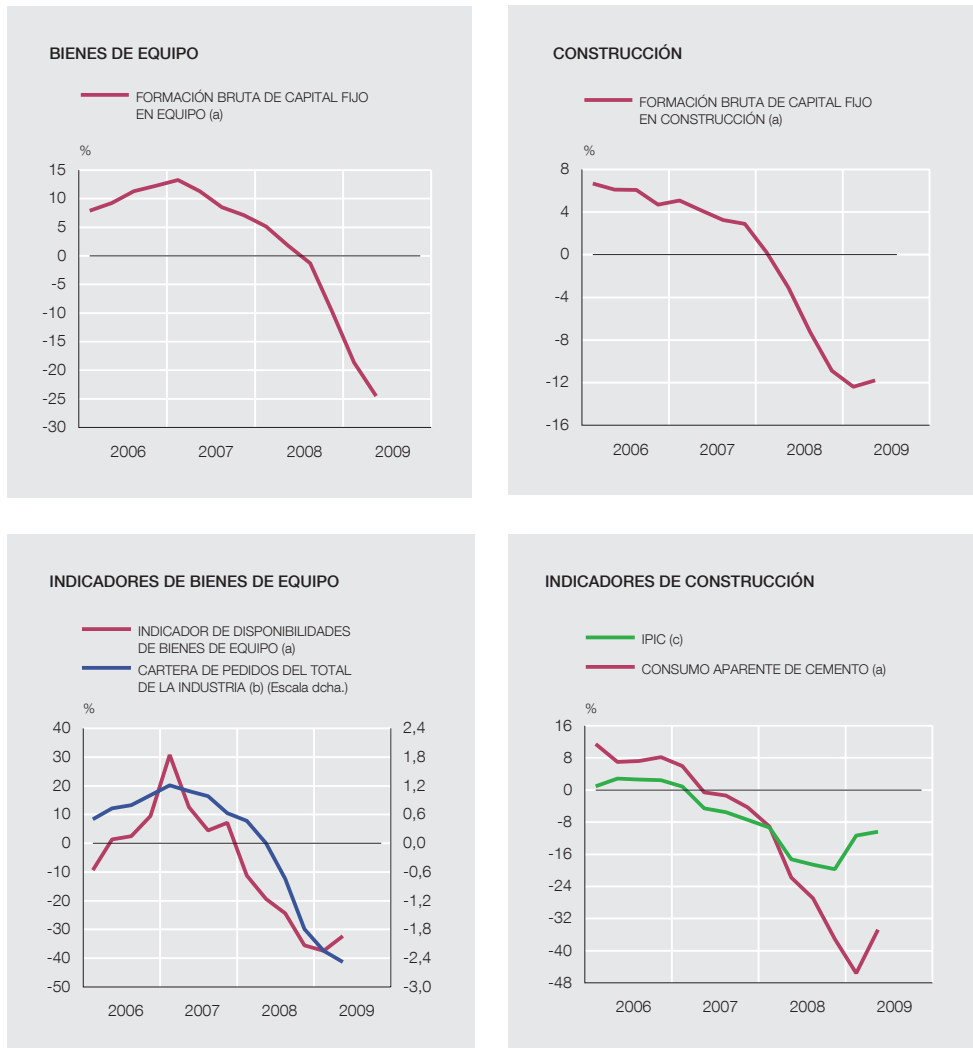 BIENES DE EQUIPO
FORMACIÓN BRUTA DE CAPITAL FIJO
EN EQUIPO (a)
%
15
10
5
0
-5
-10
-15
-20
-25
-30
2006 2007 2008 2009
CONSTRUCCIÓN
FORMACIÓN BRUTA DE CAPITAL FIJO
EN CONSTRUCCIÓN (a)
%
8
4
0
-4
-8
-12
-16
2006 2007 2008 2009
INDICADORES DE BIENES DE EQUIPO
INDICADOR DE DISPONIBILIDADES
DE BIENES DE EQUIPO (a)
CARTERA DE PEDIDOS DEL TOTAL
DE LA INDUSTRIA (b) (Escala dcha.)
%
40 2,4
30 1,8
20 1,2
10 0,6
0 0,0
-10 -0,6
-20 -1,2
-30 -1,8
-40 -2,4
-50 -3,0
2006 2007 2008 2009
INDICADORES DE CONSTRUCCIÓN
IPIC (c)
CONSUMO APARENTE DE CEMENTO (a)
%
16
8
0
-8
-16
-24
-32
-40
-48
2006 2007 2008 2009